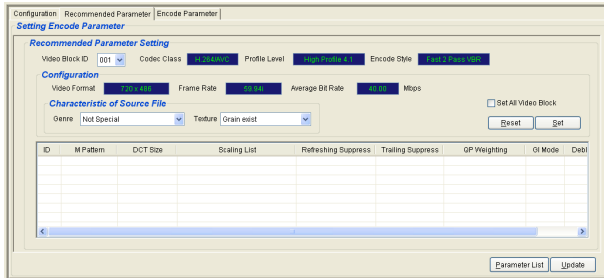 Configuration Recommended Parameter Encode Parameter
Setting Encode Parameter
Recommended Parameter Setting
Video Block ID 001 Codec Class H.264/AVC Profile Level High Profile 4.1 Encode Style Fast 2 Pass VBR
Configuration
Video Format 720 x 486 Frame Rate 59.94i Average Bit Rate 40.00 Mbps
Characteristic of Source File
Set All Video Block
Genre Not Special Texture Grain exist
Reset Set
ID M Pattern DCT Size Scaling List Refreshing Suppress Trailing Suppress QP Weighting GI Mode Debl
Parameter List Update